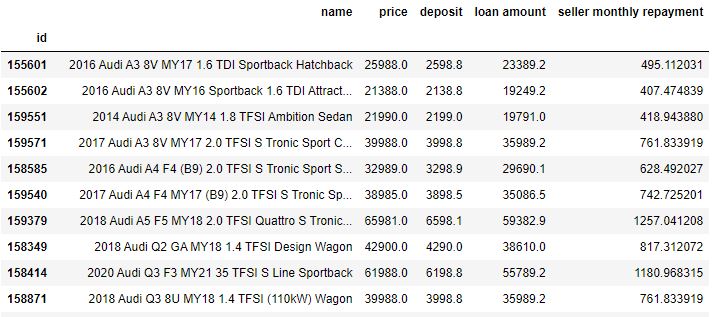 name price deposit loan amount seller monthly repayment
id
155601 2016 Audi A3 8V MY17 1.6 TDI Sportback Hatchback 25988.0 2598.8 23389.2 495.112031
155602 2016 Audi A3 8V MY16 Sportback 1.6 TDI Attract... 21388.0 2138.8 19249.2 407.474839
159551 2014 Audi A3 8V MY14 1.8 TFSI Ambition Sedan 21990.0 2199.0 19791.0 418.943880
159571 2017 Audi A3 8V MY17 2.0 TFSI S Tronic Sport C... 39988.0 3998.8 35989.2 761.833919
158585 2016 Audi A4 F4 (B9) 2.0 TFSI S Tronic Sport S... 32989.0 3298.9 29690.1 628.492027
159540 2017 Audi A4 F4 MY17 (B9) 2.0 TFSI S Tronic Sp... 38985.0 3898.5 35086.5 742.725201
159379 2018 Audi A5 F5 MY18 2.0 TFSI Quattro S Tronic... 65981.0 6598.1 59382.9 1257.041208
158349 2018 Audi Q2 GA MY18 1.4 TFSI Design Wagon 42900.0 4290.0 38610.0 817.312072
158414 2020 Audi Q3 F3 MY21 35 TFSI S Line Sportback 61988.0 6198.8 55789.2 1180.968315
158871 2018 Audi Q3 8U MY18 1.4 TFSI (110kW) Wagon 39988.0 3998.8 35989.2 761.833919